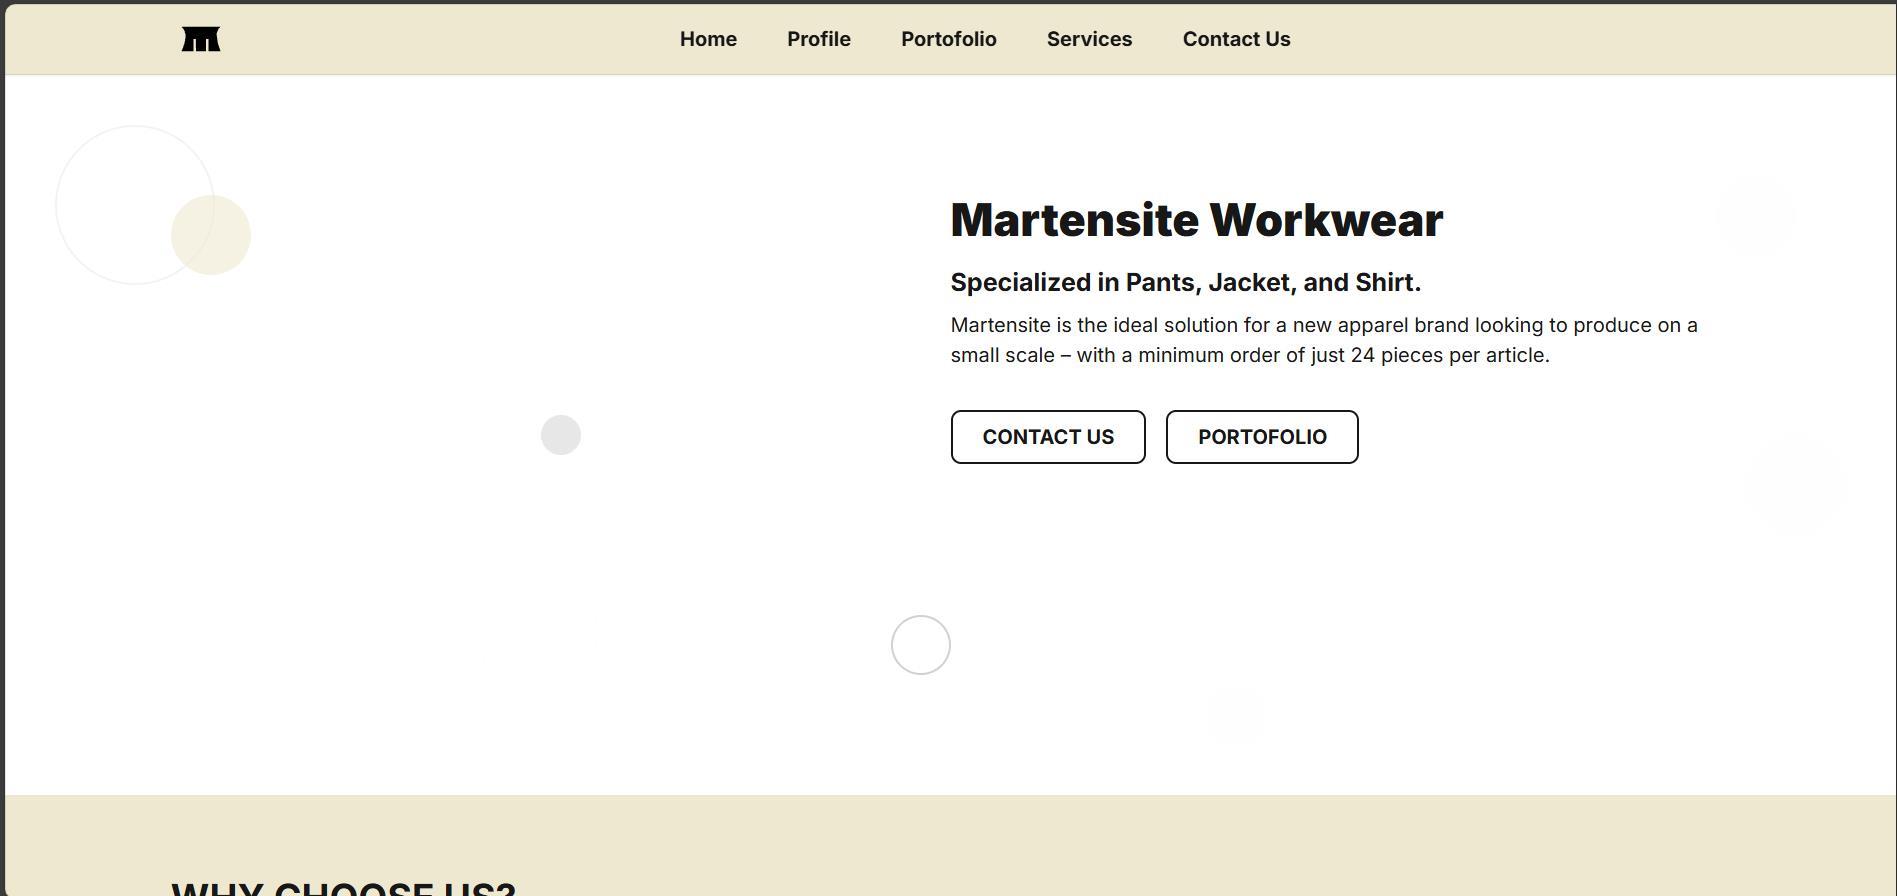 Home
Profile
Portofolio
Services
Contact Us
Martensite Workwear
Specialized in Pants, Jacket, and Shirt.
Martensite is the ideal solution for a new apparel brand looking to produce on a
small scale – with a minimum order of just 24 pieces per article.
CONTACT US
PORTOFOLIO
WHY CHOOSE US?